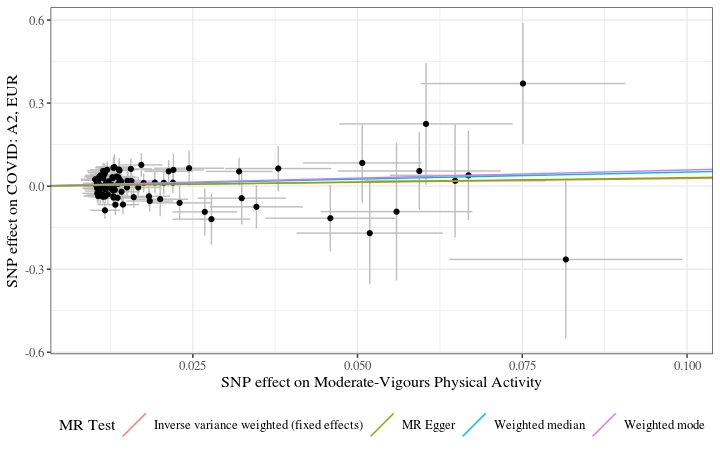 0.6
0.3
0.0
-0.3
-0.6
SNP effect on COVID: A2, EUR
0.025
0.050
0.075
0.100
SNP effect on Moderate-Vigours Physical Activity
MR Test
Inverse variance weighted (fixed effects)
MR Egger
Weighted median
Weighted mode